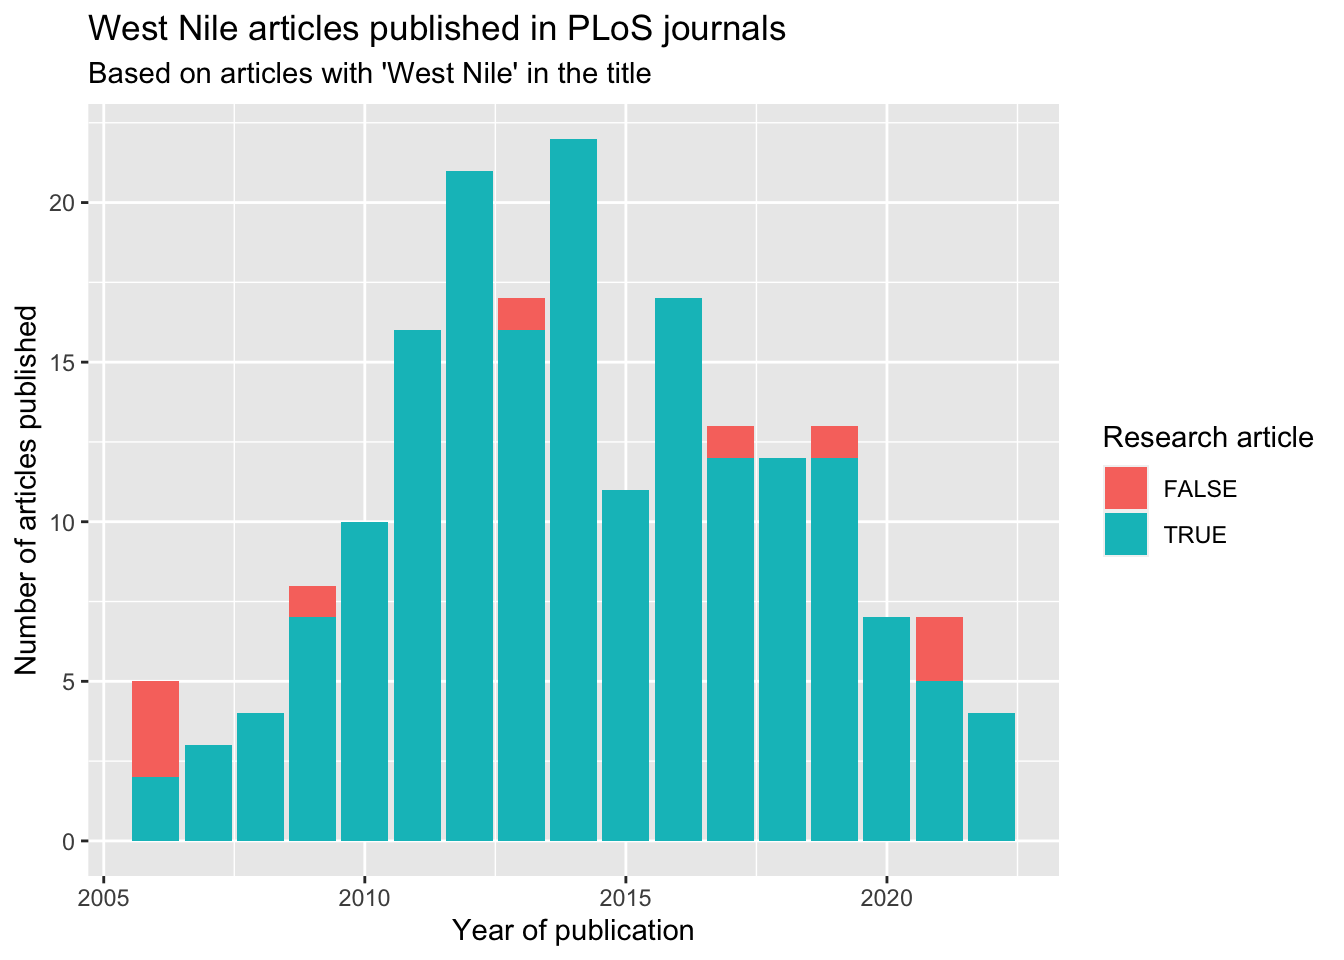 West Nile articles published in PLoS journals
Based on articles with 'West Nile' in the title
Number of articles published
20
15
10
5
0
2005
2010
2015
2020
Year of publication
Research article
FALSE
TRUE